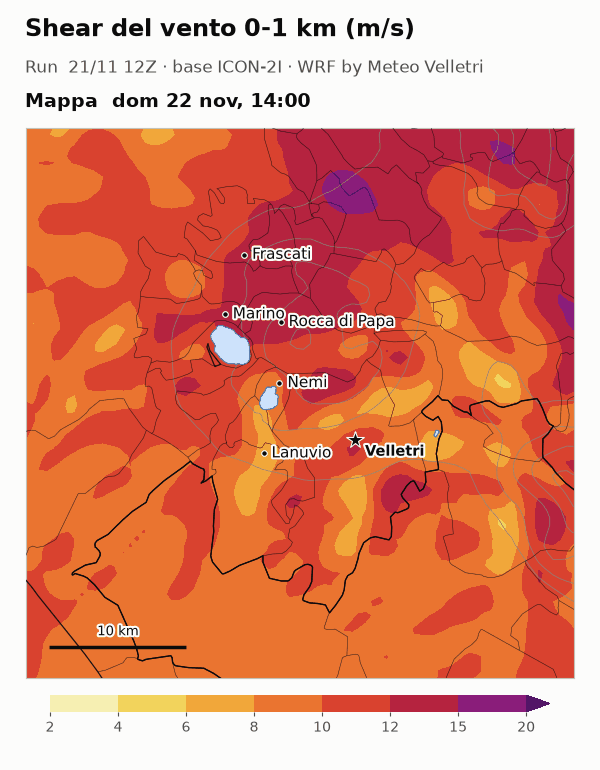 Shear del vento 0-1 km (m/s)
Run  21/11 12Z · base ICON-2I · WRF by Meteo Velletri
Mappa  dom 22 nov, 14:00
Frascati
Marino
Rocca di Papa
Nemi
Velletri
Lanuvio
10 km
2 4 6 8 10 12 15 20